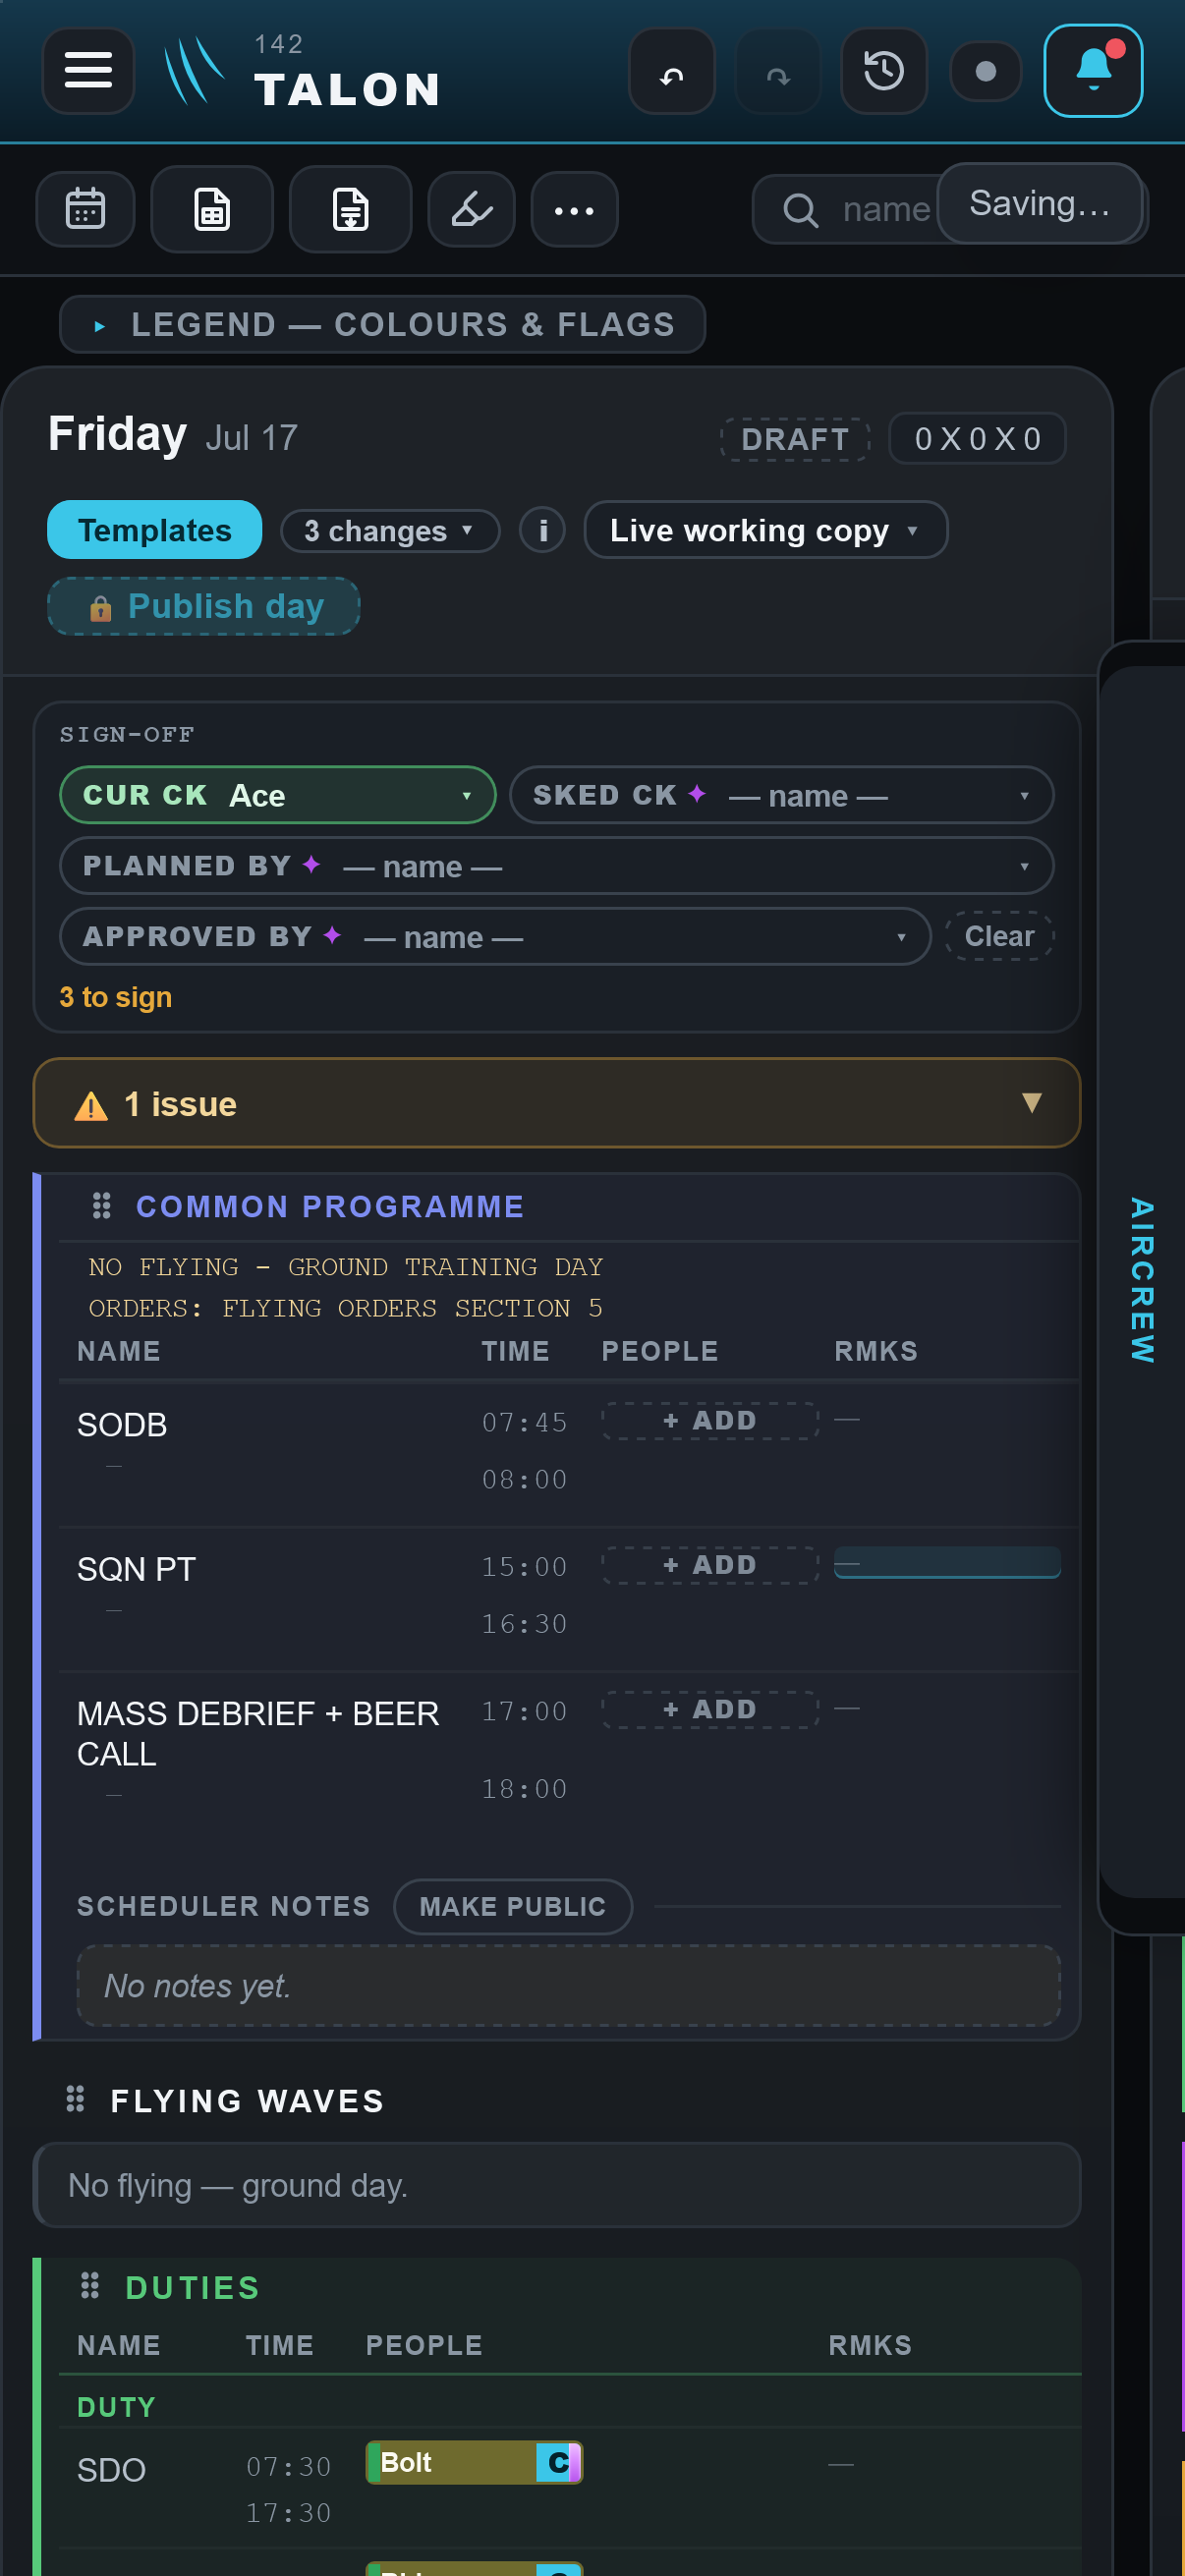 142
TALON
name
Saving...
LEGEND — COLOURS & FLAGS
Friday Jul 17
DRAFT
0 X 0 X 0
Templates
3 changes
i
Live working copy
Publish day
SIGN-OFF
CUR CK Ace
SKED CK — name —
PLANNED BY — name —
APPROVED BY — name —
Clear
3 to sign
1 issue
COMMON PROGRAMME
NO FLYING - GROUND TRAINING DAY
ORDERS: FLYING ORDERS SECTION 5
NAME TIME PEOPLE RMKS
SODB 07:45 + ADD —
— 08:00
SQN PT 15:00 + ADD —
— 16:30
MASS DEBRIEF + BEER 17:00 + ADD —
CALL
— 18:00
SCHEDULER NOTES MAKE PUBLIC
No notes yet.
FLYING WAVES
No flying — ground day.
DUTIES
NAME TIME PEOPLE RMKS
DUTY
SDO 07:30 Bolt C —
17:30
AIRCREW